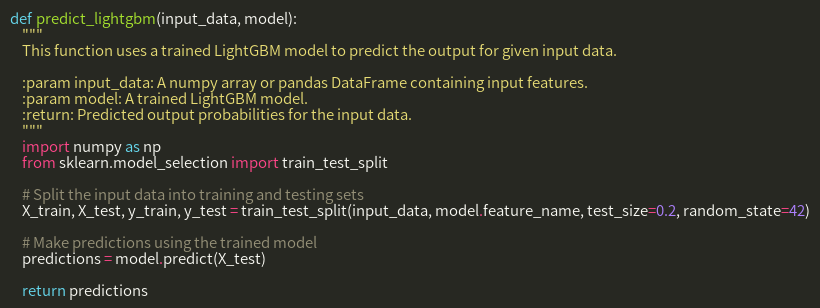 def predict_lightgbm(input_data, model):
    """
    This function uses a trained LightGBM model to predict the output for given input data.

    :param input_data: A numpy array or pandas DataFrame containing input features.
    :param model: A trained LightGBM model.
    :return: Predicted output probabilities for the input data.
    """
    import numpy as np
    from sklearn.model_selection import train_test_split

    # Split the input data into training and testing sets
    X_train, X_test, y_train, y_test = train_test_split(input_data, model.feature_name, test_size=0.2, random_state=42)

    # Make predictions using the trained model
    predictions = model.predict(X_test)

    return predictions